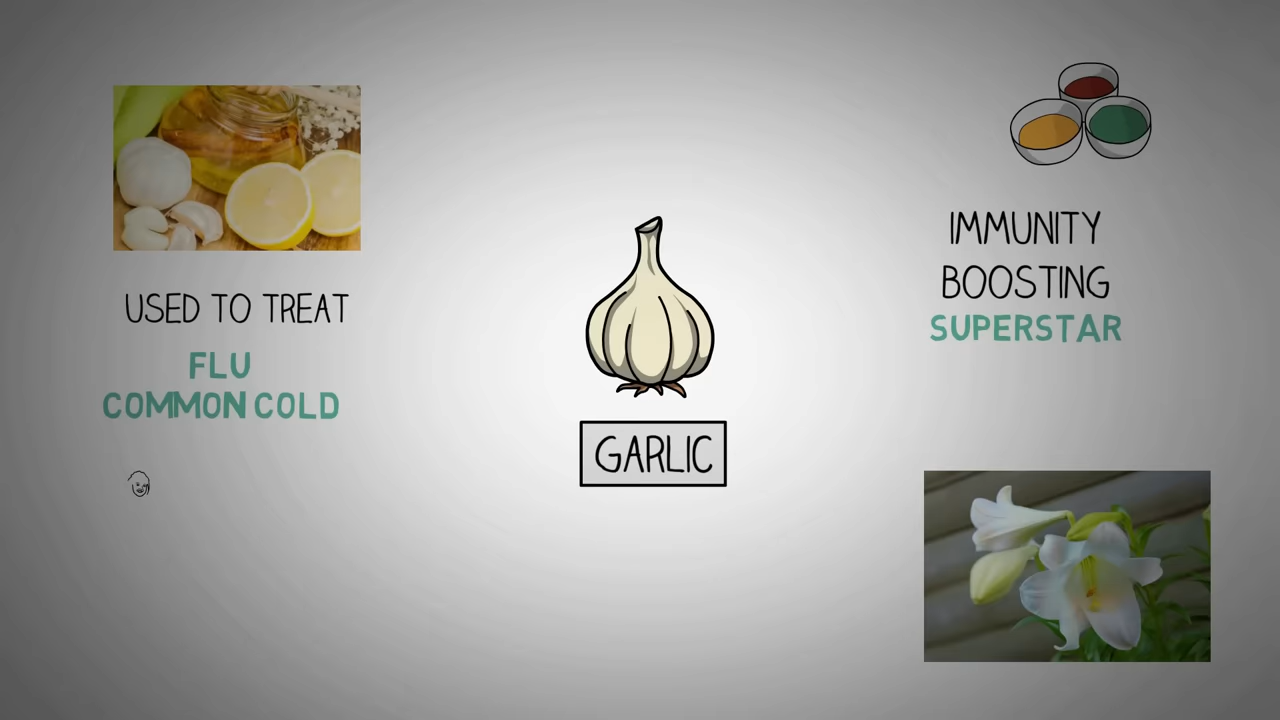 USED TO TREAT
FLU
COMMON COLD
GARLIC
IMMUNITY
BOOSTING
SUPERSTAR